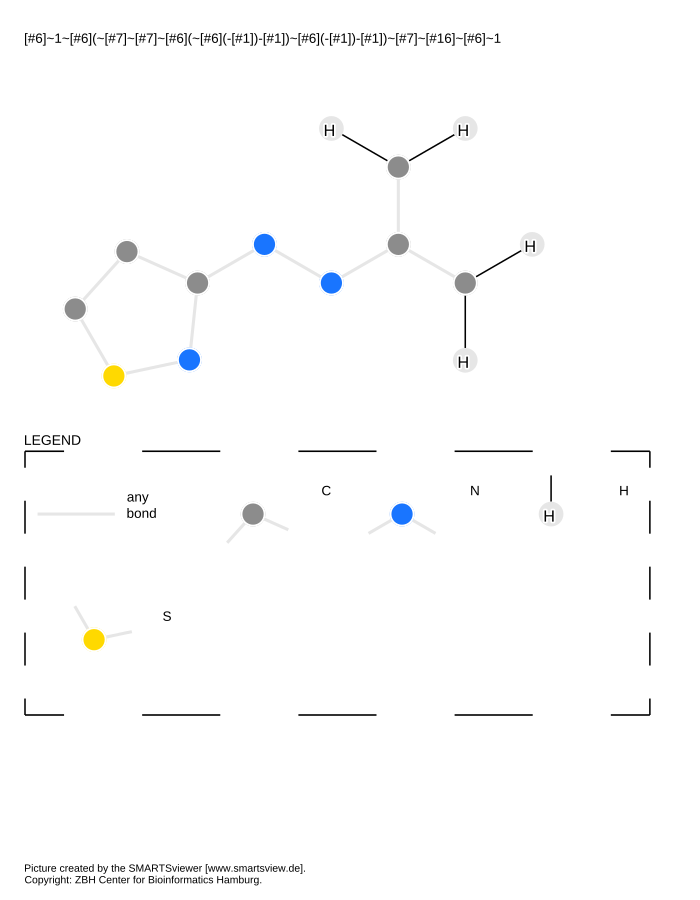 [#6]~1~[#6](~[#7]~[#7]~[#6](~[#6](-[#1])-[#1])~[#6](-[#1])-[#1])~[#7]~[#16]~[#6]~1
H H
H
H
LEGEND
any
bond
C
N
H
H
S
Picture created by the SMARTSviewer [www.smartsview.de].
Copyright: ZBH Center for Bioinformatics Hamburg.